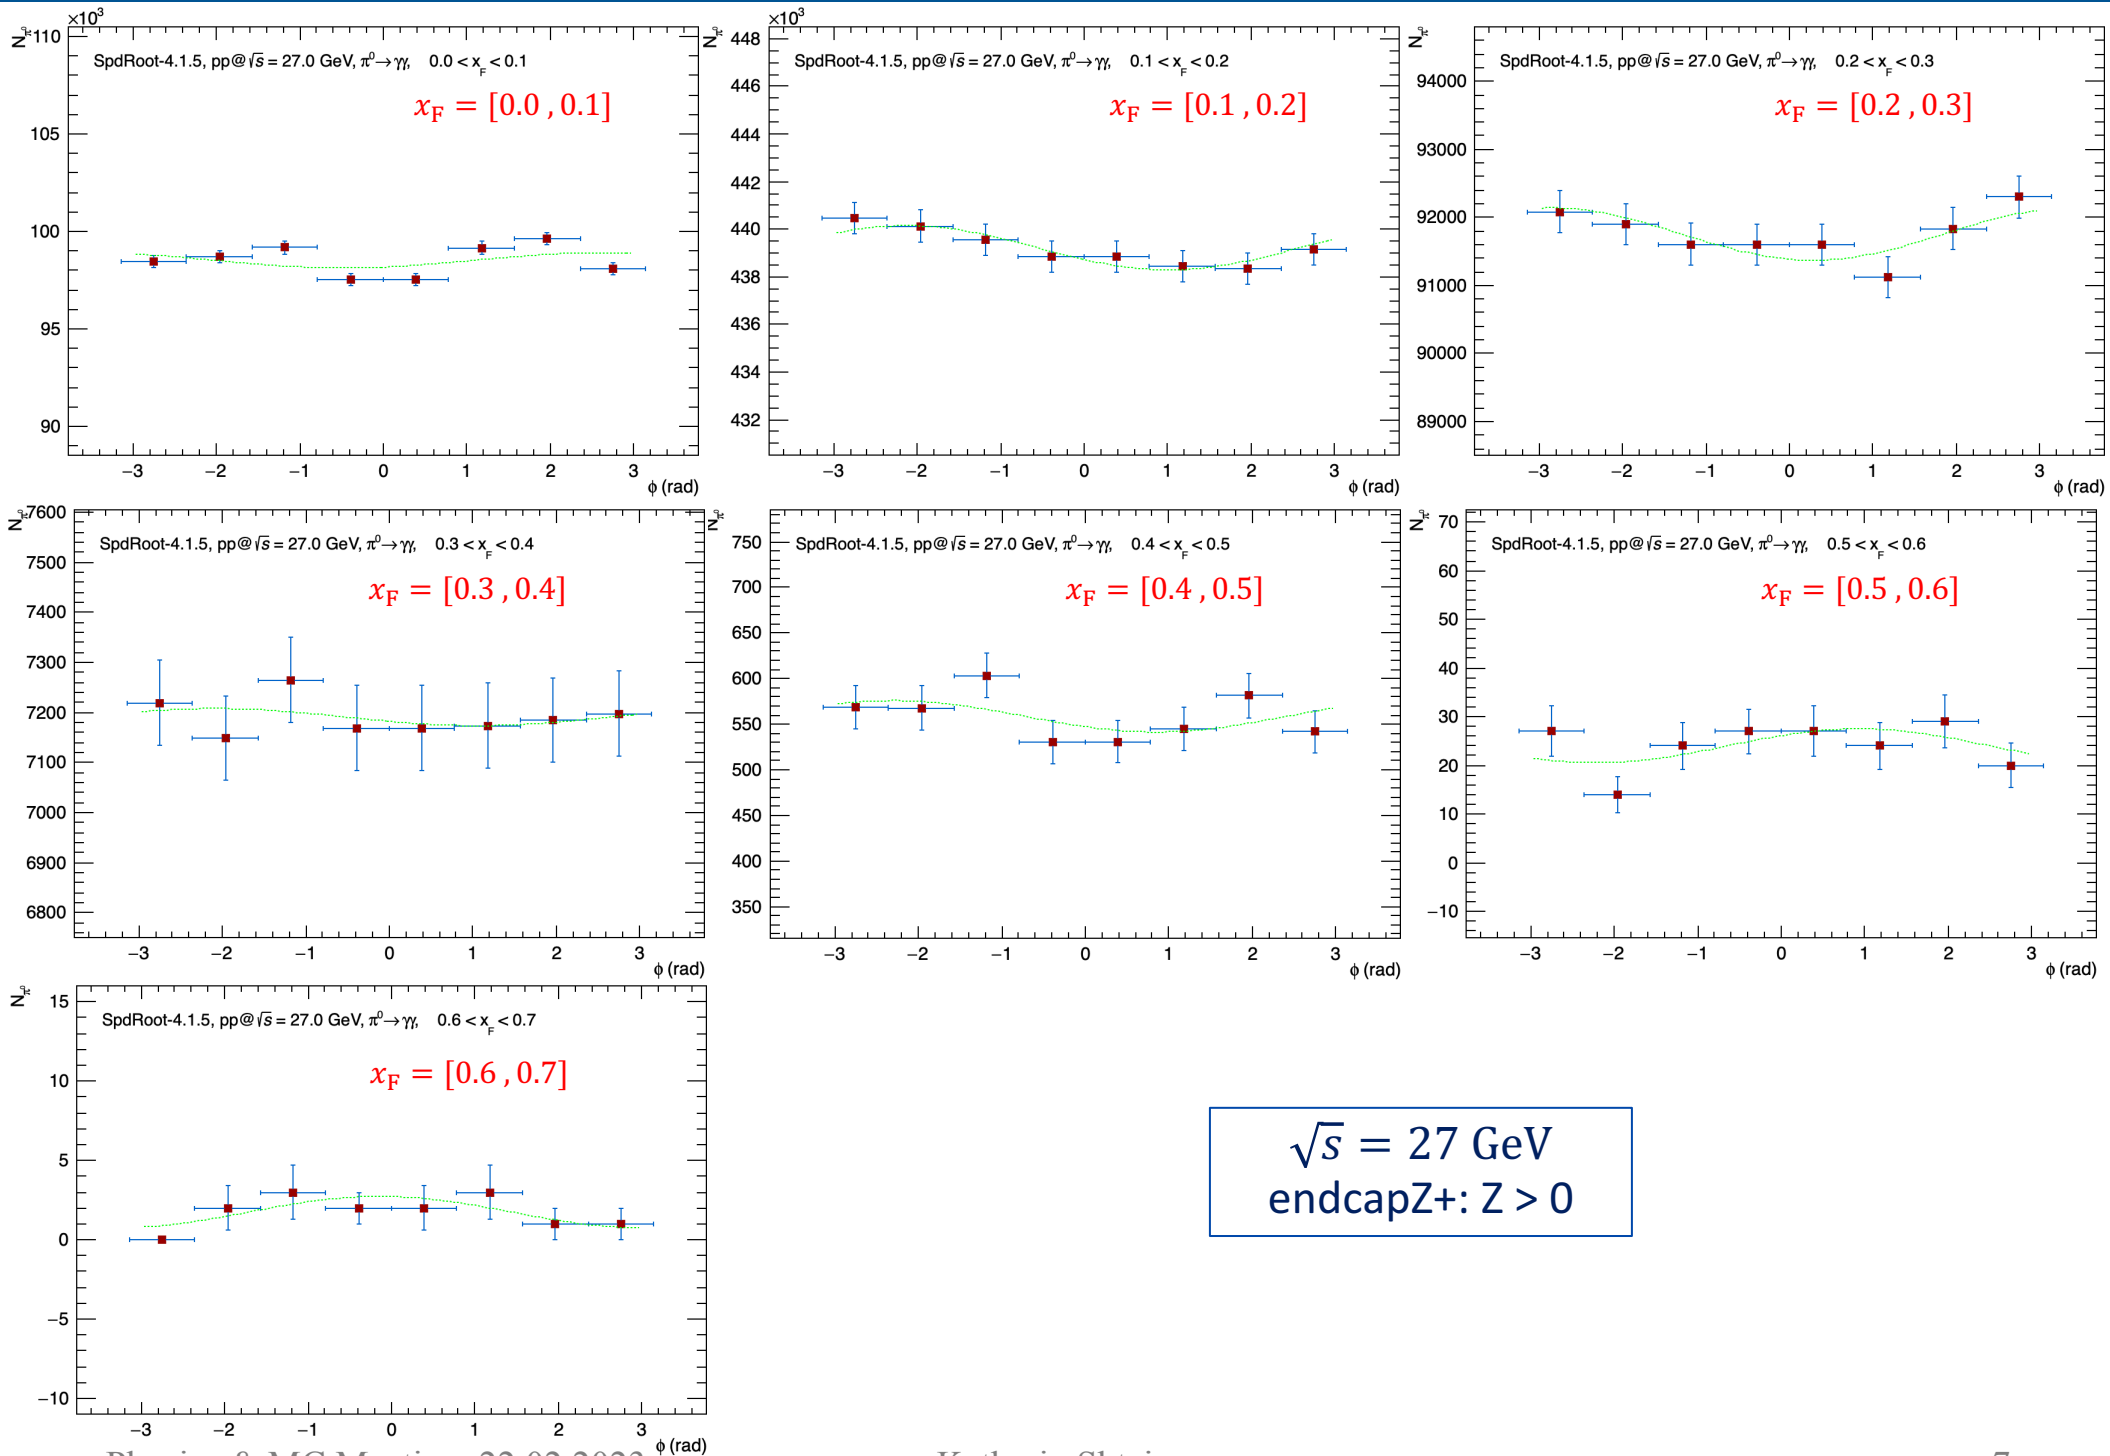 ×10³
N_π⁰
SpdRoot-4.1.5, pp@√s = 27.0 GeV, π⁰→γγ, 0.0 < x_F < 0.1
x_F = [0.0 , 0.1]
110
105
100
95
90
−3 −2 −1 0 1 2 3
ϕ (rad)
×10³
N_π⁰
SpdRoot-4.1.5, pp@√s = 27.0 GeV, π⁰→γγ, 0.1 < x_F < 0.2
x_F = [0.1 , 0.2]
448
446
444
442
440
438
436
434
432
−3 −2 −1 0 1 2 3
ϕ (rad)
N_π⁰
SpdRoot-4.1.5, pp@√s = 27.0 GeV, π⁰→γγ, 0.2 < x_F < 0.3
x_F = [0.2 , 0.3]
94000
93000
92000
91000
90000
89000
−3 −2 −1 0 1 2 3
ϕ (rad)
N_π⁰
SpdRoot-4.1.5, pp@√s = 27.0 GeV, π⁰→γγ, 0.3 < x_F < 0.4
x_F = [0.3 , 0.4]
7600
7500
7400
7300
7200
7100
7000
6900
6800
−3 −2 −1 0 1 2 3
ϕ (rad)
N_π⁰
SpdRoot-4.1.5, pp@√s = 27.0 GeV, π⁰→γγ, 0.4 < x_F < 0.5
x_F = [0.4 , 0.5]
750
700
650
600
550
500
450
400
350
−3 −2 −1 0 1 2 3
ϕ (rad)
N_π⁰
SpdRoot-4.1.5, pp@√s = 27.0 GeV, π⁰→γγ, 0.5 < x_F < 0.6
x_F = [0.5 , 0.6]
70
60
50
40
30
20
10
0
−10
−3 −2 −1 0 1 2 3
ϕ (rad)
N_π⁰
SpdRoot-4.1.5, pp@√s = 27.0 GeV, π⁰→γγ, 0.6 < x_F < 0.7
x_F = [0.6 , 0.7]
15
10
5
0
−5
−10
−3 −2 −1 0 1 2 3
ϕ (rad)
√s = 27 GeV
endcapZ+: Z > 0